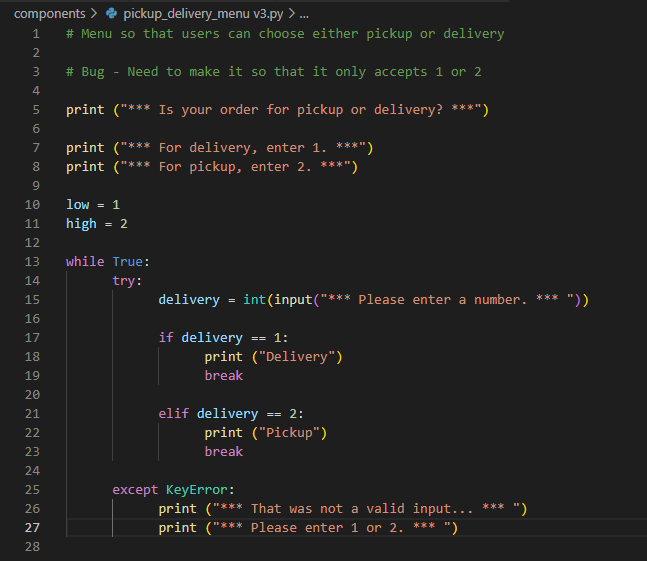 components > pickup_delivery_menu v3.py > ...
1 # Menu so that users can choose either pickup or delivery
2
3 # Bug - Need to make it so that it only accepts 1 or 2
4
5 print ("*** Is your order for pickup or delivery? ***")
6
7 print ("*** For delivery, enter 1. ***")
8 print ("*** For pickup, enter 2. ***")
9
10 low = 1
11 high = 2
12
13 while True:
14 try:
15 delivery = int(input("*** Please enter a number. *** "))
16
17 if delivery == 1:
18 print ("Delivery")
19 break
20
21 elif delivery == 2:
22 print ("Pickup")
23 break
24
25 except KeyError:
26 print ("*** That was not a valid input... *** ")
27 print ("*** Please enter 1 or 2. *** ")
28